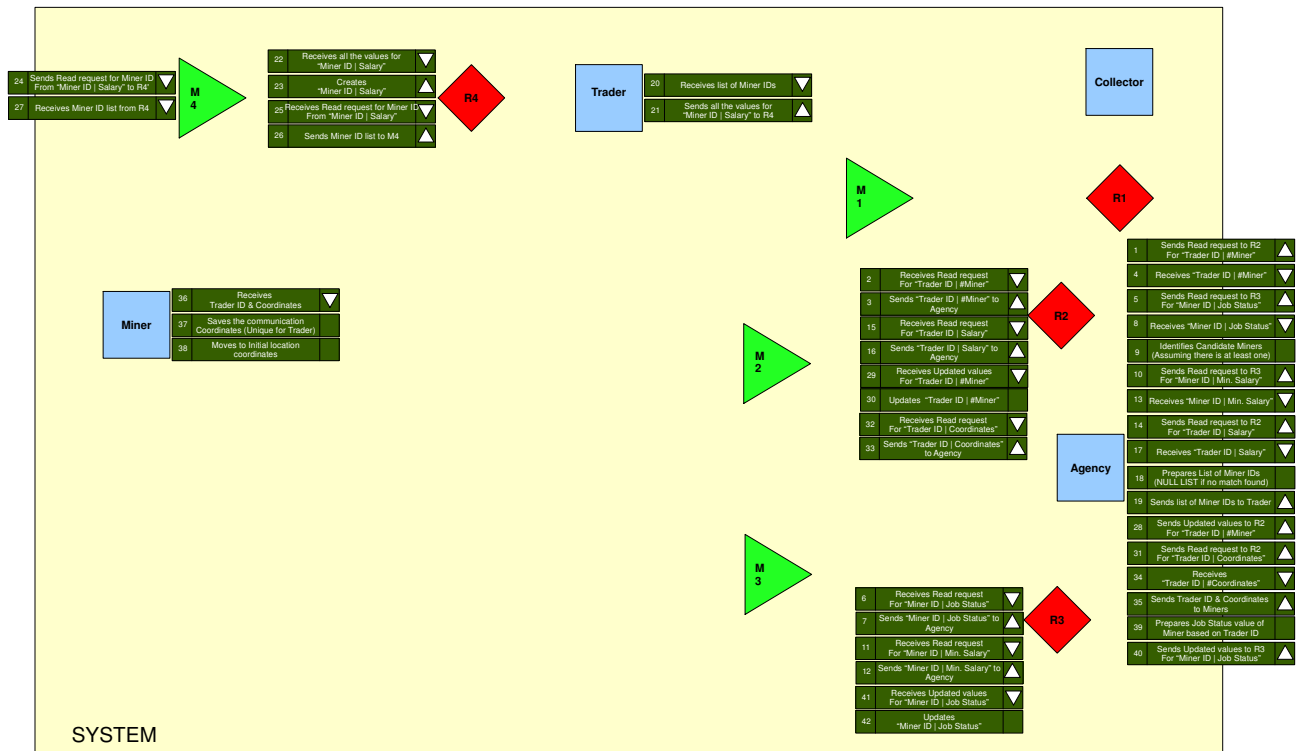 24
Sends Read request for Miner ID
From “Miner ID | Salary” to R4'
27
Receives Miner ID list from R4
M
4
22
Receives all the values for
“Miner ID | Salary”
23
Creates
“Miner ID | Salary”
25
Receives Read request for Miner ID
From “Miner ID | Salary”
26
Sends Miner ID list to M4
R4
Trader
20
Receives list of Miner IDs
21
Sends all the values for
“Miner ID | Salary” to R4
Collector
M
1
R1
Miner
36
Receives
Trader ID & Coordinates
37
Saves the communication
Coordinates (Unique for Trader)
38
Moves to Initial location
coordinates
M
2
2
Receives Read request
For “Trader ID | #Miner”
3
Sends “Trader ID | #Miner” to
Agency
15
Receives Read request
For “Trader ID | Salary”
16
Sends “Trader ID | Salary” to
Agency
29
Receives Updated values
For “Trader ID | #Miner”
30
Updates “Trader ID | #Miner”
32
Receives Read request
For “Trader ID | Coordinates”
33
Sends “Trader ID | Coordinates”
to Agency
R2
1
Sends Read request to R2
For “Trader ID | #Miner”
4
Receives “Trader ID | #Miner”
5
Sends Read request to R3
For “Miner ID | Job Status”
8
Receives “Miner ID | Job Status”
9
Identifies Candidate Miners
(Assuming there is at least one)
10
Sends Read request to R3
For “Miner ID | Min. Salary”
13
Receives “Miner ID | Min. Salary”
14
Sends Read request to R2
For “Trader ID | Salary”
17
Receives “Trader ID | Salary”
18
Prepares List of Miner IDs
(NULL LIST if no match found)
19
Sends list of Miner IDs to Trader
28
Sends Updated values to R2
For “Trader ID | #Miner”
31
Sends Read request to R2
For “Trader ID | Coordinates”
34
Receives
“Trader ID | #Coordinates”
35
Sends Trader ID & Coordinates
to Miners
39
Prepares Job Status value of
Miner based on Trader ID
40
Sends Updated values to R3
For “Miner ID | Job Status”
Agency
M
3
6
Receives Read request
For “Miner ID | Job Status”
7
Sends “Miner ID | Job Status” to
Agency
11
Receives Read request
For “Miner ID | Min. Salary”
12
Sends “Miner ID | Min. Salary” to
Agency
41
Receives Updated values
For “Miner ID | Job Status”
42
Updates
“Miner ID | Job Status”
R3
SYSTEM